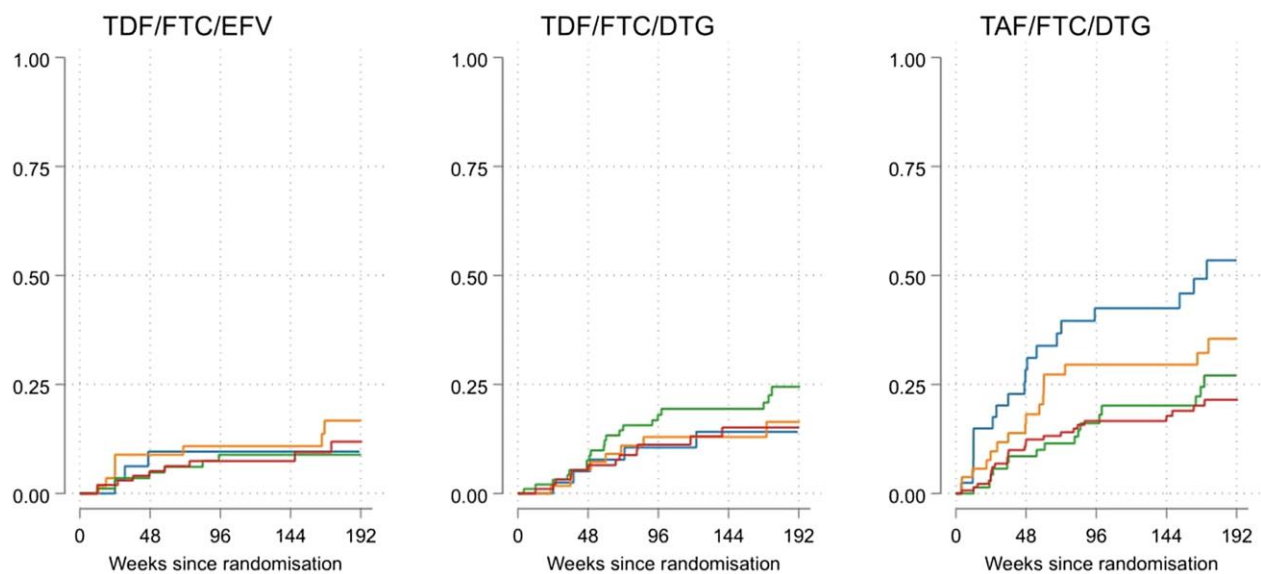 TDF/FTC/EFV
1.00
0.75
0.50
0.25
0.00
0 48 96 144 192
Weeks since randomisation
TDF/FTC/DTG
1.00
0.75
0.50
0.25
0.00
0 48 96 144 192
Weeks since randomisation
TAF/FTC/DTG
1.00
0.75
0.50
0.25
0.00
0 48 96 144 192
Weeks since randomisation